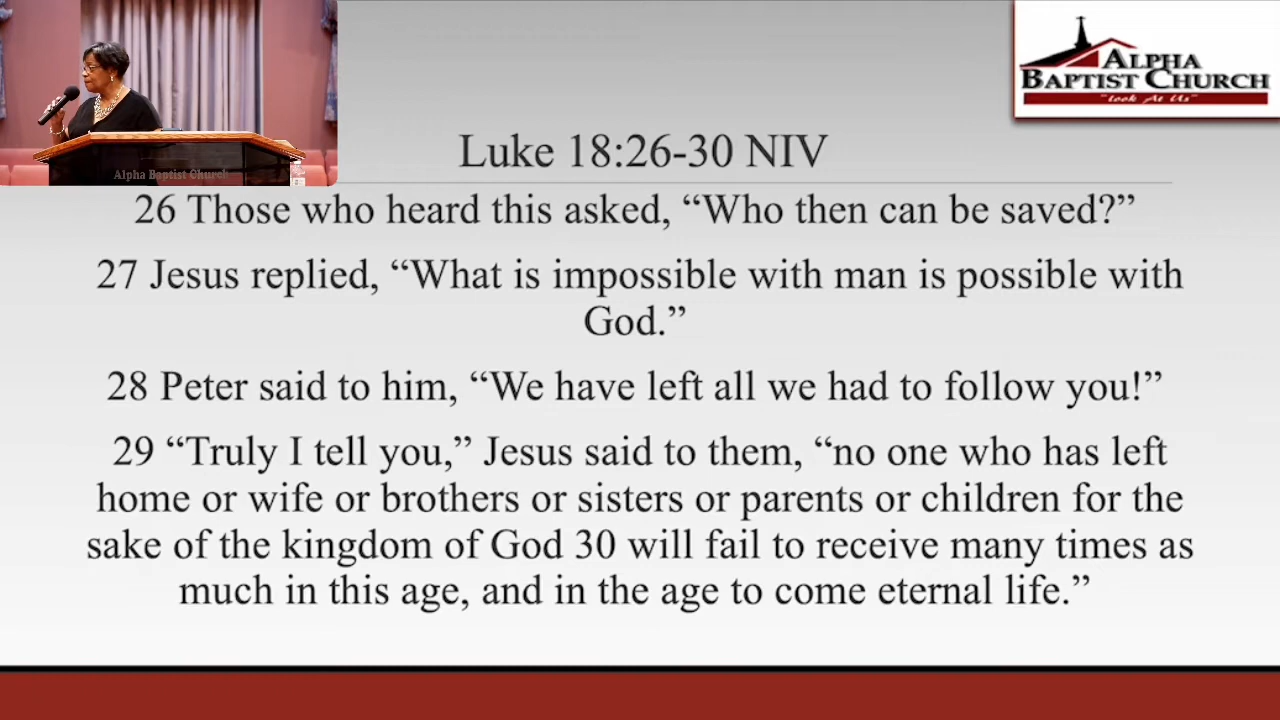 ALPHA
BAPTIST CHURCH
"Look At Us"
Alpha Baptist Church
Luke 18:26-30 NIV
26 Those who heard this asked, “Who then can be saved?”
27 Jesus replied, “What is impossible with man is possible with
God.”
28 Peter said to him, “We have left all we had to follow you!”
29 “Truly I tell you,” Jesus said to them, “no one who has left
home or wife or brothers or sisters or parents or children for the
sake of the kingdom of God 30 will fail to receive many times as
much in this age, and in the age to come eternal life.”